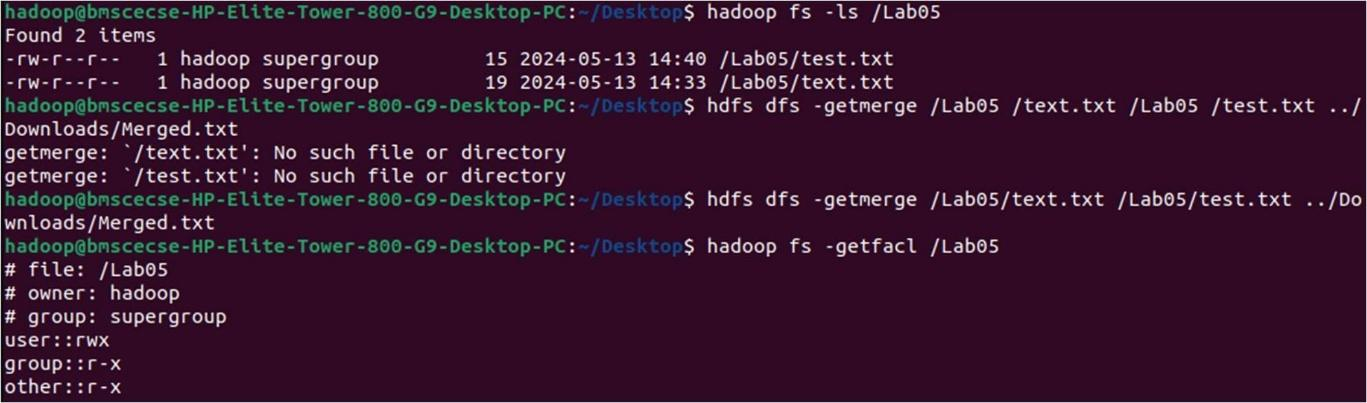 hadoop@bmscecse-HP-Elite-Tower-800-G9-Desktop-PC:~/Desktop$ hadoop fs -ls /Lab05
Found 2 items
-rw-r--r--   1 hadoop supergroup         15 2024-05-13 14:40 /Lab05/test.txt
-rw-r--r--   1 hadoop supergroup         19 2024-05-13 14:33 /Lab05/text.txt
hadoop@bmscecse-HP-Elite-Tower-800-G9-Desktop-PC:~/Desktop$ hdfs dfs -getmerge /Lab05 /text.txt /Lab05 /test.txt ../
Downloads/Merged.txt
getmerge: `/text.txt': No such file or directory
getmerge: `/test.txt': No such file or directory
hadoop@bmscecse-HP-Elite-Tower-800-G9-Desktop-PC:~/Desktop$ hdfs dfs -getmerge /Lab05/text.txt /Lab05/test.txt ../Do
wnloads/Merged.txt
hadoop@bmscecse-HP-Elite-Tower-800-G9-Desktop-PC:~/Desktop$ hadoop fs -getfacl /Lab05
# file: /Lab05
# owner: hadoop
# group: supergroup
user::rwx
group::r-x
other::r-x